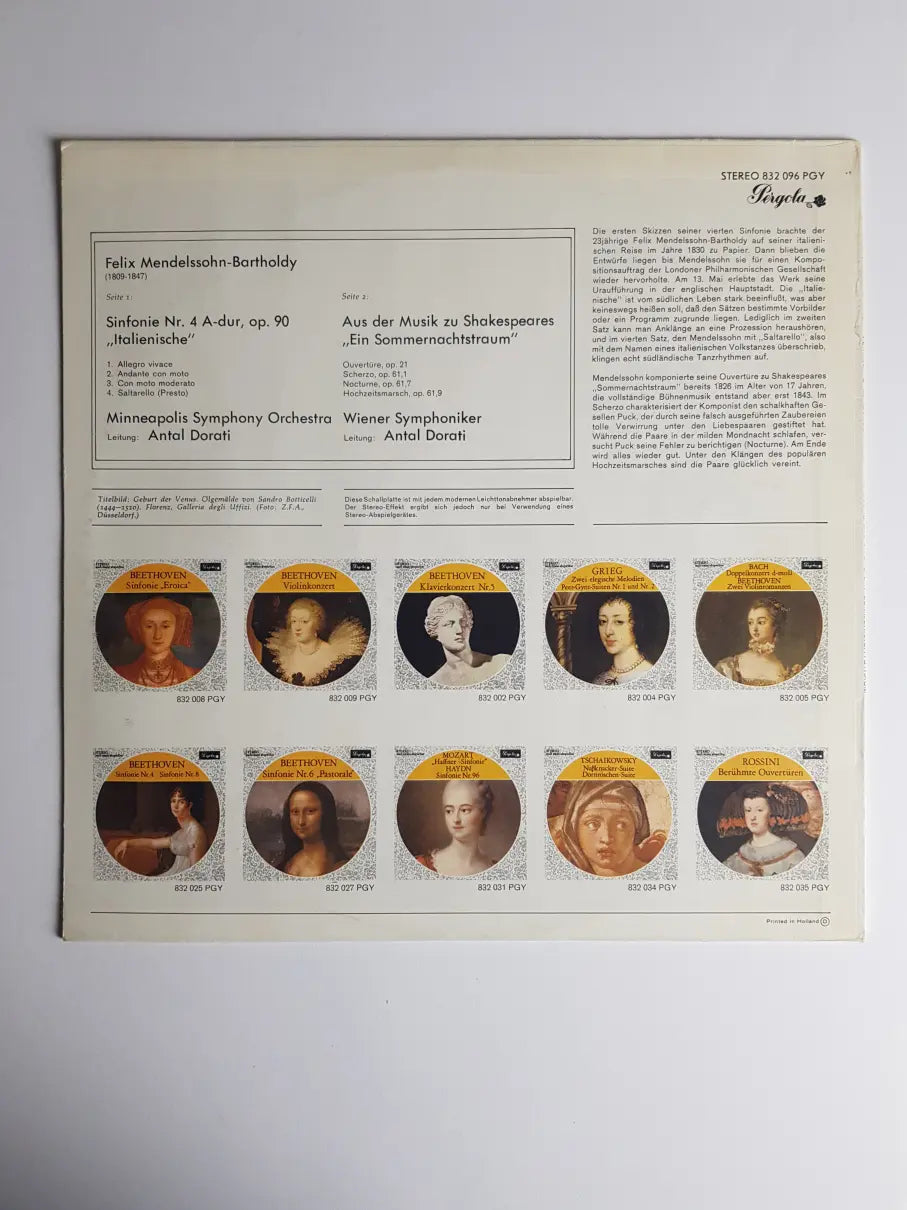 STEREO 832 096 PGY
Pérgola
Felix Mendelssohn-Bartholdy
(1809-1847)
Seite 1:
Sinfonie Nr. 4 A-dur, op. 90
„Italienische"
1. Allegro vivace
2. Andante con moto
3. Con moto moderato
4. Saltarello (Presto)
Minneapolis Symphony Orchestra
Leitung: Antal Dorati
Seite 2:
Aus der Musik zu Shakespeares
„Ein Sommernachtstraum"
Ouvertüre, op. 21
Scherzo, op. 61,1
Nocturne, op. 61,7
Hochzeitsmarsch, op. 61,9
Wiener Symphoniker
Leitung: Antal Dorati
Die ersten Skizzen seiner vierten Sinfonie brachte der
23jährige Felix Mendelssohn-Bartholdy auf seiner italieni-
schen Reise im Jahre 1830 zu Papier. Dann blieben die
Entwürfe liegen bis Mendelssohn sie für einen Kompo-
sitionsauftrag der Londoner Philharmonischen Gesellschaft
wieder hervorholte. Am 13. Mai erlebte das Werk seine
Uraufführung in der englischen Hauptstadt. Die „Italie-
nische" ist vom südlichen Leben stark beeinflußt, was aber
keineswegs heißen soll, daß den Sätzen bestimmte Vorbilder
oder ein Programm zugrunde liegen. Lediglich im zweiten
Satz kann man Anklänge an eine Prozession heraushören,
und im vierten Satz, den Mendelssohn mit „Saltarello", also
mit dem Namen eines italienischen Volkstanzes überschrieb,
klingen echt südländische Tanzrhythmen auf.
Mendelssohn komponierte seine Ouvertüre zu Shakespeares
„Sommernachtstraum" bereits 1826 im Alter von 17 Jahren,
die vollständige Bühnenmusik entstand aber erst 1843. Im
Scherzo charakterisiert der Komponist den schalkhaften Ge-
sellen Puck, der durch seine falsch ausgeführten Zaubereien
tolle Verwirrung unter den Liebespaaren gestiftet hat.
Während die Paare in der milden Mondnacht schlafen, ver-
sucht Puck seine Fehler zu berichtigen (Nocturne). Am Ende
wird alles wieder gut. Unter den Klängen des populären
Hochzeitsmarsches sind die Paare glücklich vereint.
Titelbild: Geburt der Venus. Ölgemälde von Sandro Botticelli
(1444—1510). Florenz, Galleria degli Uffizi. (Foto: Z.F.A.,
Düsseldorf.)
Diese Schallplatte ist mit jedem modernen Leichttonabnehmer abspielbar.
Der Stereo-Effekt ergibt sich jedoch nur bei Verwendung eines
Stereo-Abspielgerätes.
BEETHOVEN
Sinfonie „Eroica"
832 008 PGY
BEETHOVEN
Violinkonzert
832 009 PGY
BEETHOVEN
Klavierkonzert Nr.5
832 002 PGY
GRIEG
Zwei elegische Melodien
Peer-Gynt-Suiten Nr. 1 und Nr. 2
832 004 PGY
BACH
Doppelkonzert d-moll
BEETHOVEN
Zwei Violinromanzen
832 005 PGY
BEETHOVEN
Sinfonie Nr. 4 Sinfonie Nr. 8
832 025 PGY
BEETHOVEN
Sinfonie Nr. 6 „Pastorale"
832 027 PGY
MOZART
„Haffner-Sinfonie"
HAYDN
Sinfonie Nr. 96
832 031 PGY
TSCHAIKOWSKY
Nußknacker-Suite
Dornröschen-Suite
832 034 PGY
ROSSINI
Berühmte Ouvertüren
832 035 PGY
Printed in Holland